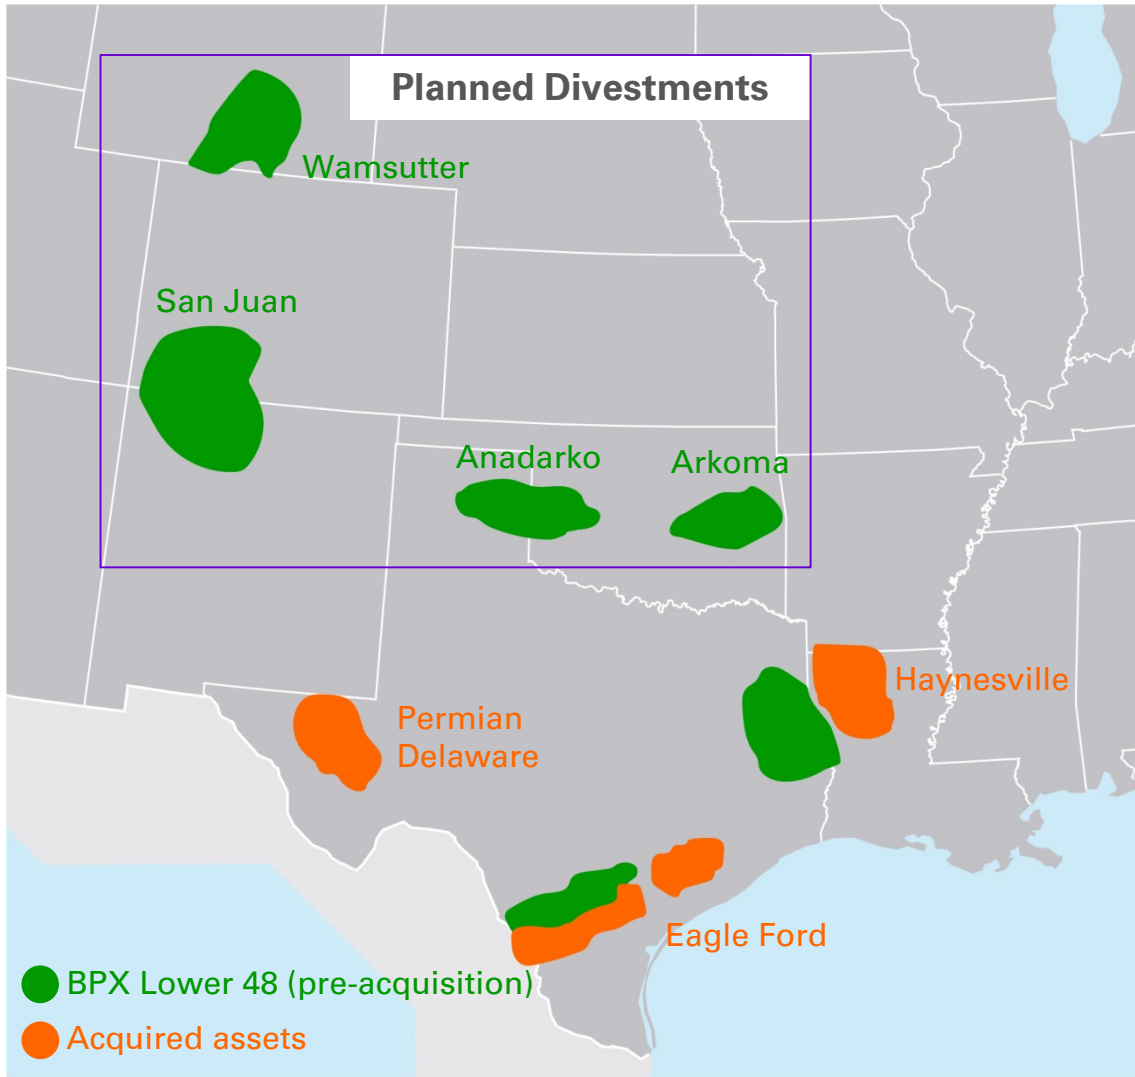 Planned Divestments
Wamsutter
San Juan
Anadarko
Arkoma
Haynesville
Permian
Delaware
Eagle Ford
BPX Lower 48 (pre-acquisition)
Acquired assets